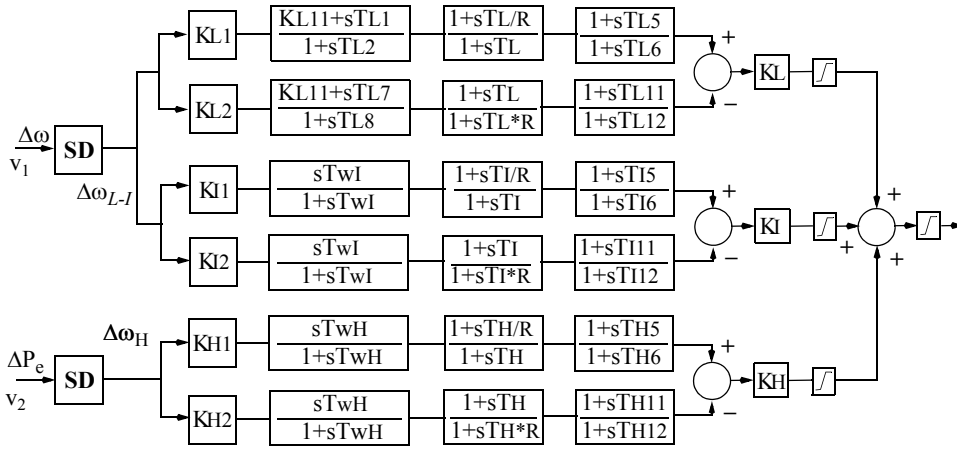 KL1
KL11+sTL1
1+sTL2
1+sTL/R
1+sTL
1+sTL5
1+sTL6
+
−
KL
KL2
KL11+sTL7
1+sTL8
1+sTL
1+sTL*R
1+sTL11
1+sTL12
Δω
v1
SD
ΔωL-I
KI1
sTwI
1+sTwI
1+sTI/R
1+sTI
1+sTI5
1+sTI6
+
−
KI
+
+
+
KI2
sTwI
1+sTwI
1+sTI
1+sTI*R
1+sTI11
1+sTI12
ΔPe
v2
SD
ΔωH
KH1
sTwH
1+sTwH
1+sTH/R
1+sTH
1+sTH5
1+sTH6
+
−
KH
KH2
sTwH
1+sTwH
1+sTH
1+sTH*R
1+sTH11
1+sTH12